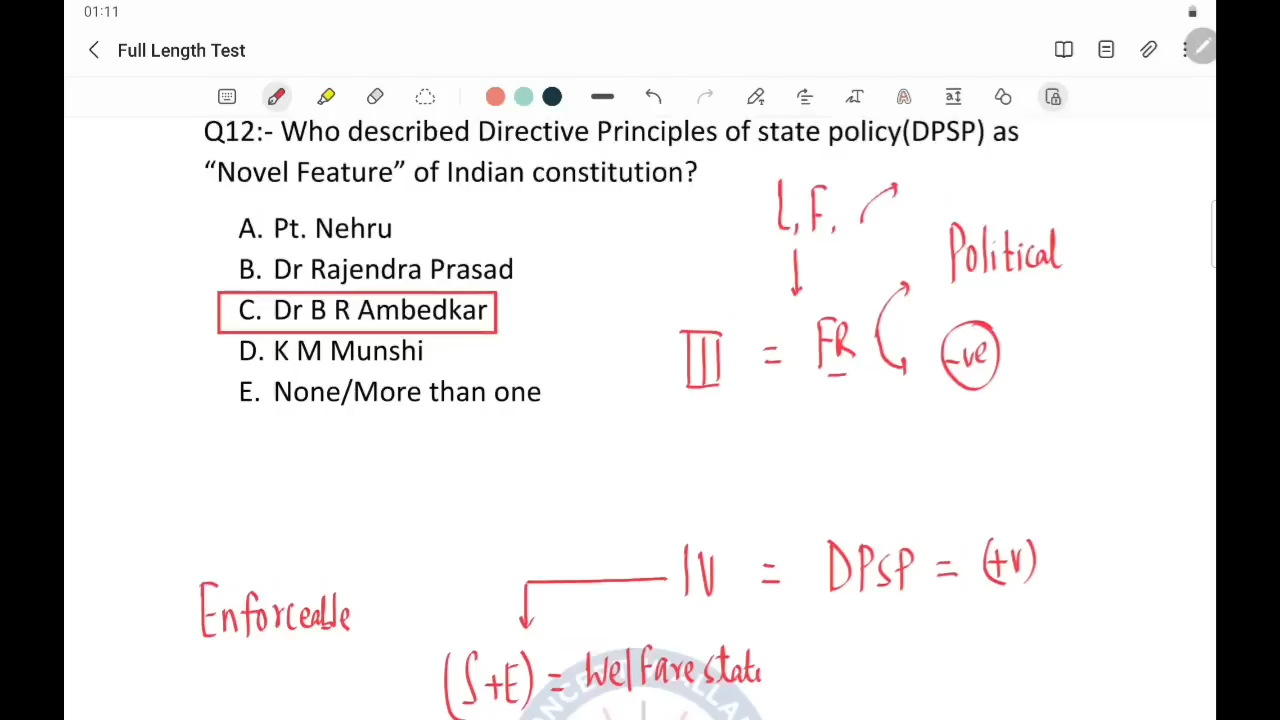 01:11
Full Length Test
Q12:- Who described Directive Principles of state policy(DPSP) as
“Novel Feature” of Indian constitution?
A. Pt. Nehru
B. Dr Rajendra Prasad
C. Dr B R Ambedkar
D. K M Munshi
E. None/More than one
L, F,
Political
III = FR
-ve
IV = DPSP = (+v)
Enforceable
(S+E) = Welfare state